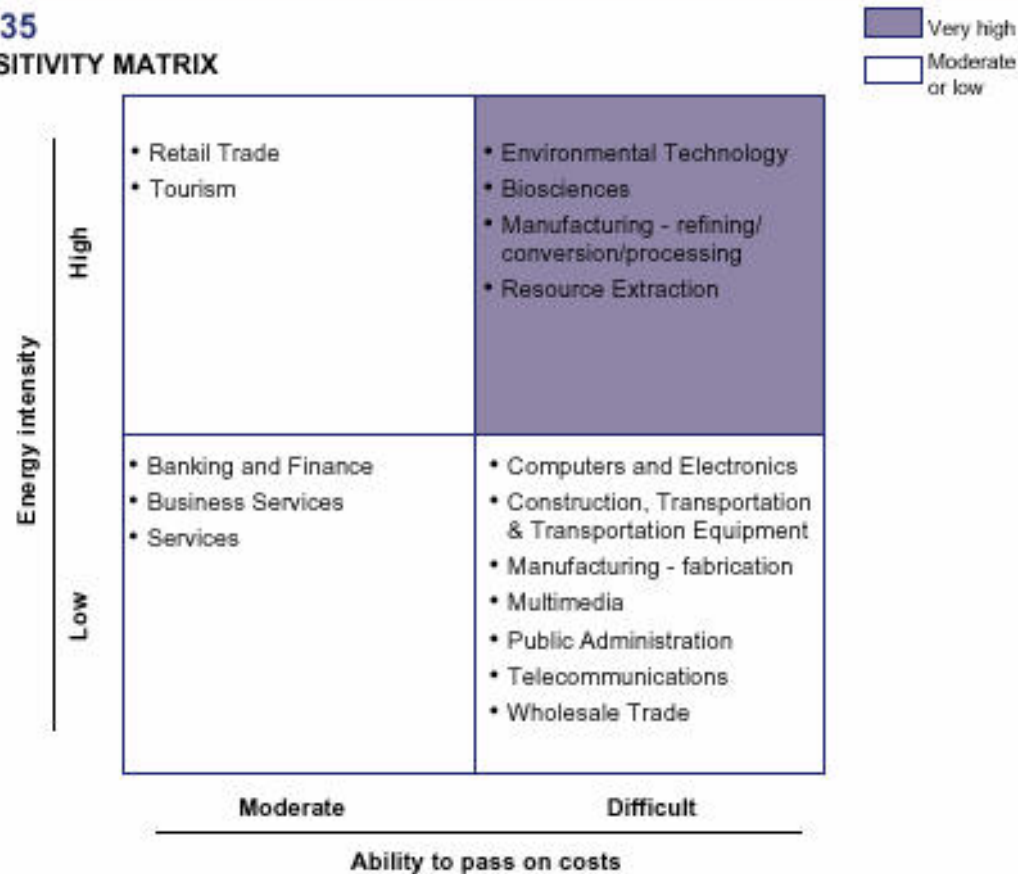 35
SITIVITY MATRIX
Very high
Moderate
or low
• Retail Trade
• Tourism
• Environmental Technology
• Biosciences
• Manufacturing - refining/
conversion/processing
• Resource Extraction
High
Energy intensity
Low
• Banking and Finance
• Business Services
• Services
• Computers and Electronics
• Construction, Transportation
& Transportation Equipment
• Manufacturing - fabrication
• Multimedia
• Public Administration
• Telecommunications
• Wholesale Trade
Moderate
Difficult
Ability to pass on costs